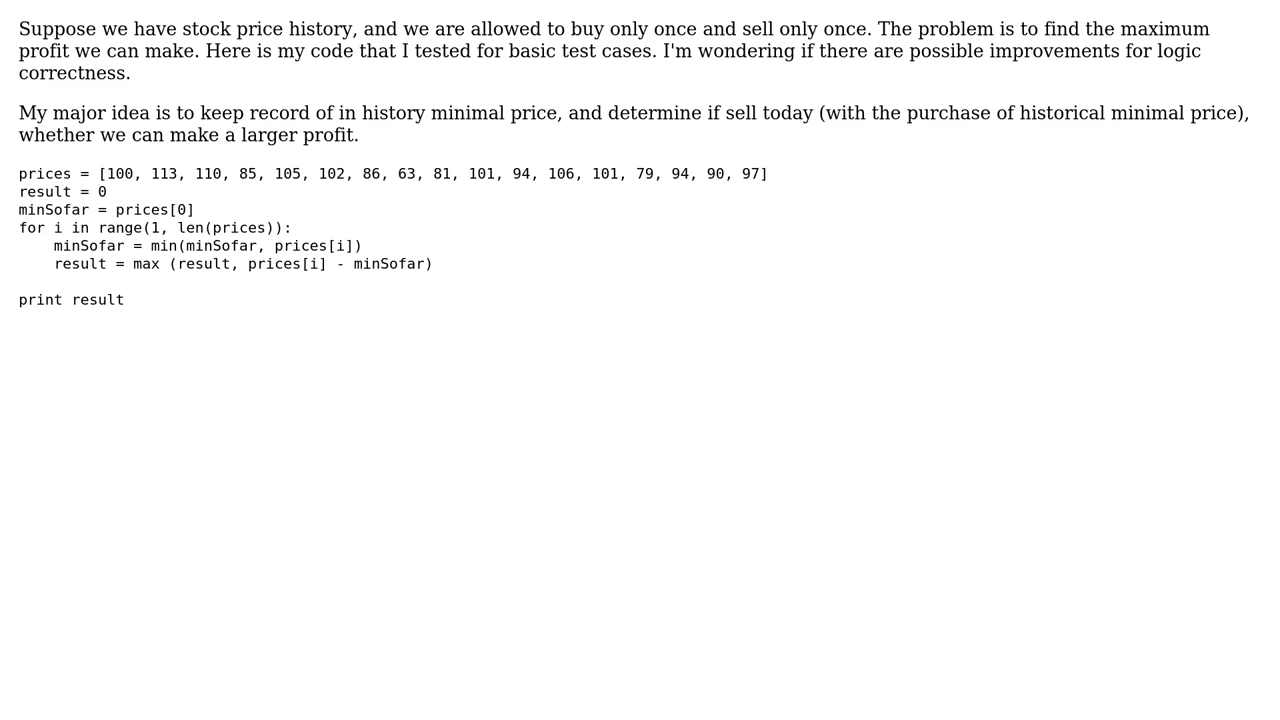 Suppose we have stock price history, and we are allowed to buy only once and sell only once. The problem is to find the maximum
profit we can make. Here is my code that I tested for basic test cases. I'm wondering if there are possible improvements for logic
correctness.
My major idea is to keep record of in history minimal price, and determine if sell today (with the purchase of historical minimal price),
whether we can make a larger profit.
prices = [100, 113, 110, 85, 105, 102, 86, 63, 81, 101, 94, 106, 101, 79, 94, 90, 97]
result = 0
minSofar = prices[0]
for i in range(1, len(prices)):
    minSofar = min(minSofar, prices[i])
    result = max (result, prices[i] - minSofar)
print result